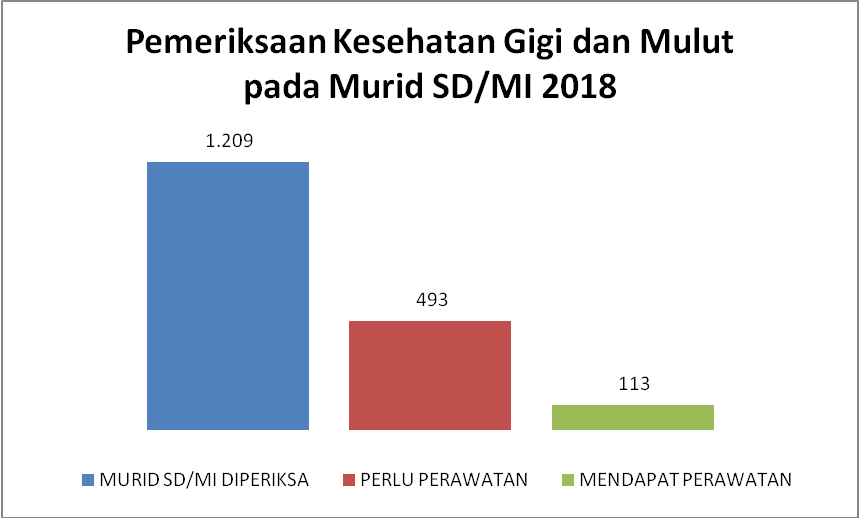 Pemeriksaan Kesehatan Gigi dan Mulut
pada Murid SD/MI 2018
1.209
493
113
MURID SD/MI DIPERIKSA
PERLU PERAWATAN
MENDAPAT PERAWATAN